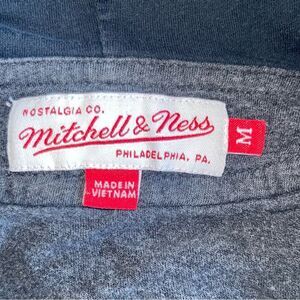 NOSTALGIA CO.
Mitchell & Ness
PHILADELPHIA, PA.
M
MADE IN
VIETNAM